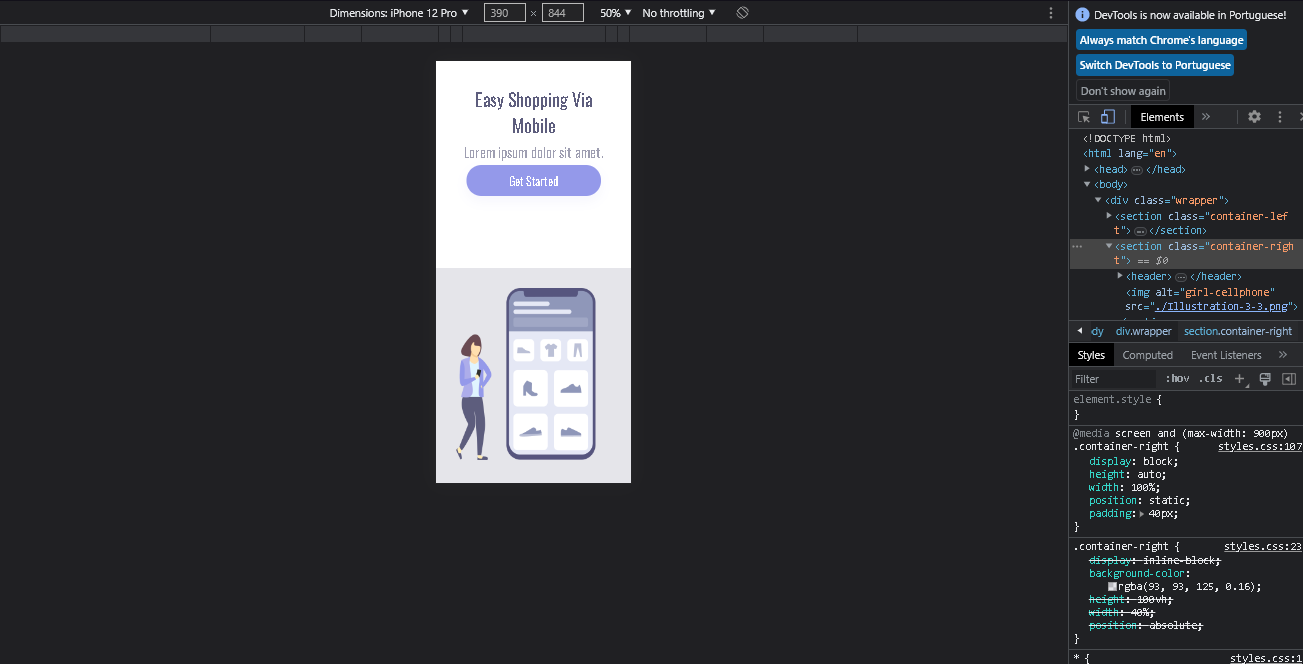 Dimensions: iPhone 12 Pro ▼ 390 × 844 50% ▼ No throttling ▼
Easy Shopping Via
Mobile
Lorem ipsum dolor sit amet.
Get Started
DevTools is now available in Portuguese!
Always match Chrome's language
Switch DevTools to Portuguese
Don't show again
Elements »
<!DOCTYPE html>
<html lang="en">
<head> … </head>
<body>
<div class="wrapper">
<section class="container-lef
t"> … </section>
<section class="container-righ
t"> == $0
<header> … </header>
<img alt="girl-cellphone"
src="./Illustration-3-3.png">
dy div.wrapper section.container-right
Styles Computed Event Listeners »
Filter :hov .cls +
element.style {
}
@media screen and (max-width: 900px)
.container-right { styles.css:107
display: block;
height: auto;
width: 100%;
position: static;
padding: 40px;
}
.container-right { styles.css:23
display: inline-block;
background-color:
rgba(93, 93, 125, 0.16);
height: 100vh;
width: 40%;
position: absolute;
}
* { styles.css:1